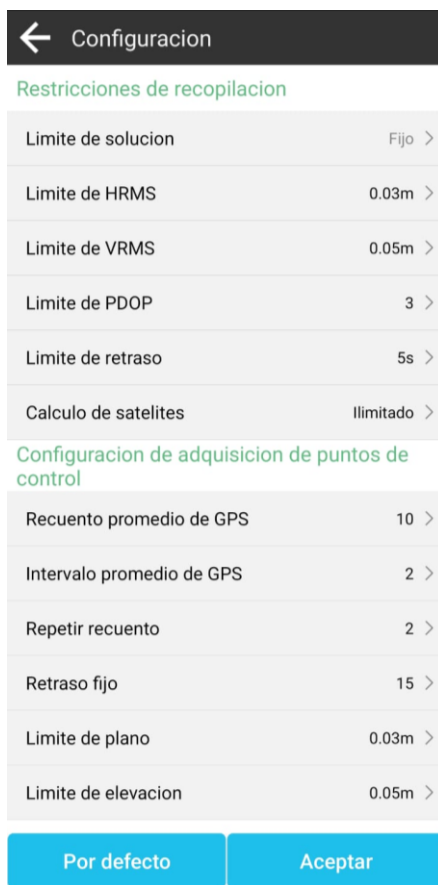 Configuracion
Restricciones de recopilacion
Limite de solucion Fijo
Limite de HRMS 0.03m
Limite de VRMS 0.05m
Limite de PDOP 3
Limite de retraso 5s
Calculo de satelites Ilimitado
Configuracion de adquisicion de puntos de
control
Recuento promedio de GPS 10
Intervalo promedio de GPS 2
Repetir recuento 2
Retraso fijo 15
Limite de plano 0.03m
Limite de elevacion 0.05m
Por defecto Aceptar